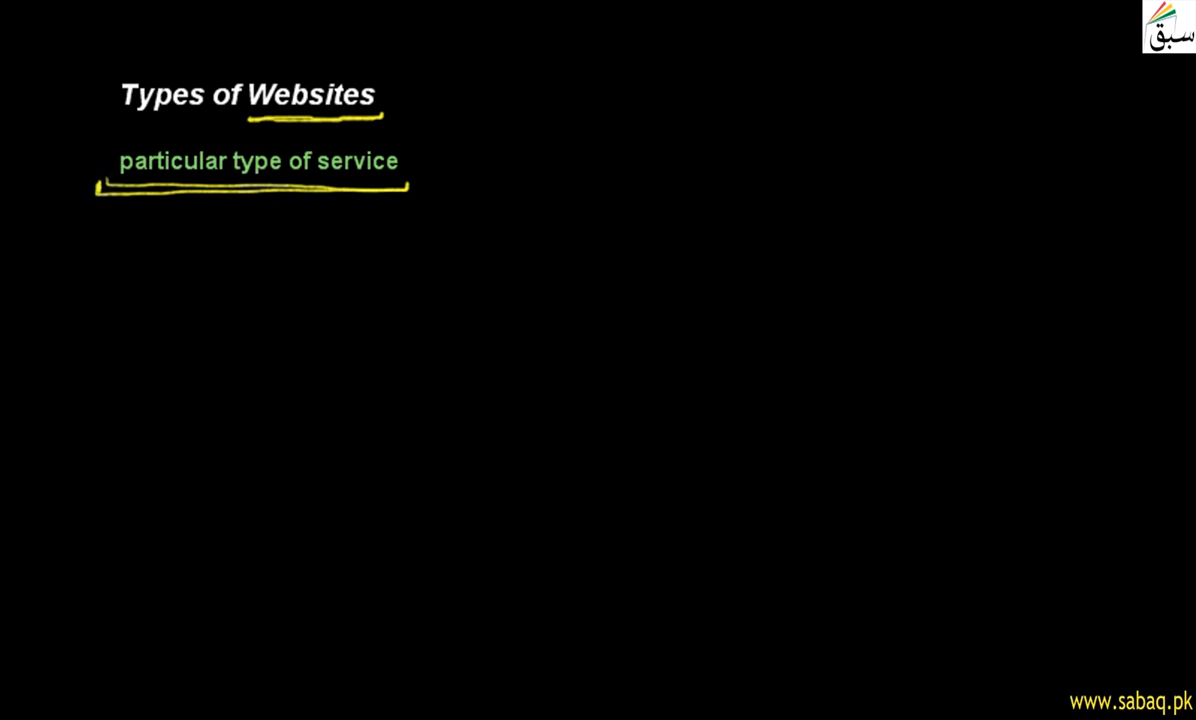 سبق
Types of Websites
particular type of service
www.sabaq.pk